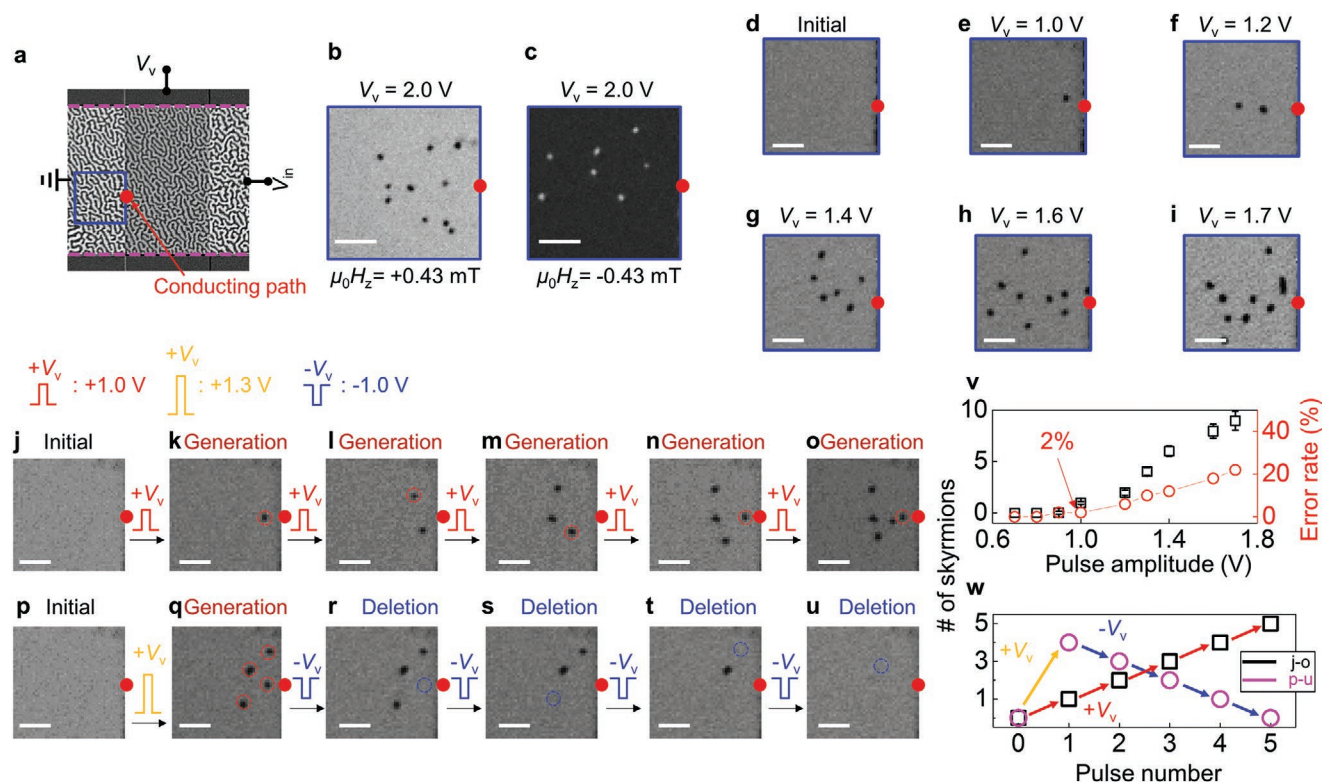 a
V_v
V_in
Conducting path
b
V_v = 2.0 V
μ₀H_z= +0.43 mT
c
V_v = 2.0 V
μ₀H_z= -0.43 mT
d Initial
e V_v = 1.0 V
f V_v = 1.2 V
g V_v = 1.4 V
h V_v = 1.6 V
i V_v = 1.7 V
+V_v : +1.0 V
+V_v : +1.3 V
-V_v : -1.0 V
j Initial
+V_v
k Generation
+V_v
l Generation
+V_v
m Generation
+V_v
n Generation
+V_v
o Generation
p Initial
+V_v
q Generation
-V_v
r Deletion
-V_v
s Deletion
-V_v
t Deletion
-V_v
u Deletion
v
10
5
0
2%
40
20
0
Error rate (%)
0.6 1.0 1.4 1.8
Pulse amplitude (V)
# of skyrmions
w
5
3
1
+V_v
-V_v
+V_v
j-o
p-u
0 1 2 3 4 5
Pulse number